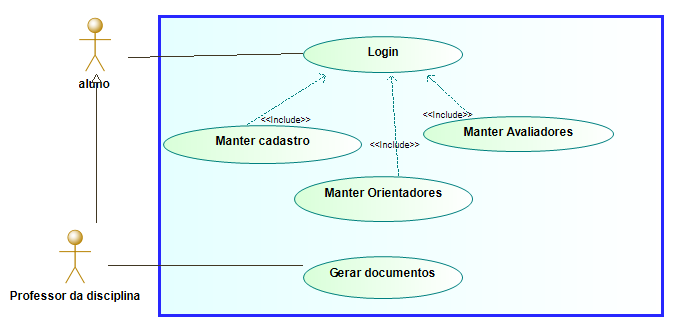 Login
aluno
<<Include>>
<<Include>>
Manter cadastro
Manter Avaliadores
<<Include>>
Manter Orientadores
Gerar documentos
Professor da disciplina